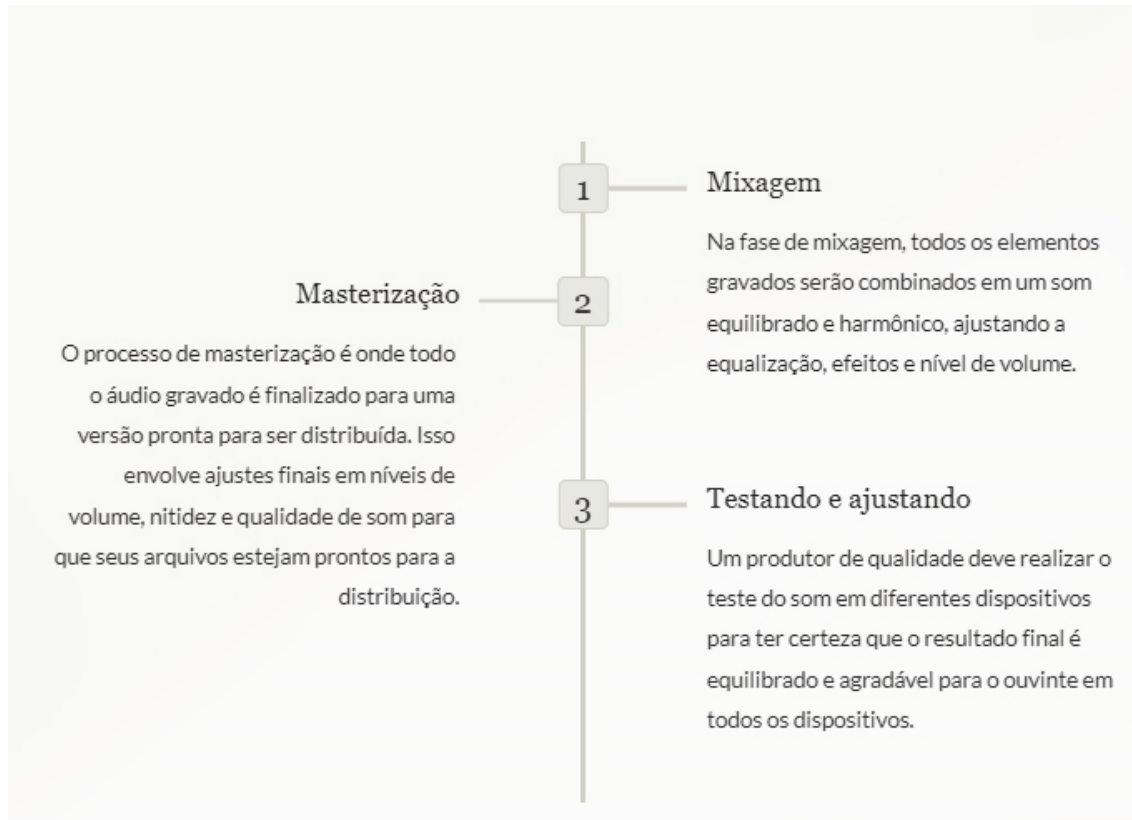 1
Mixagem
Na fase de mixagem, todos os elementos
gravados serão combinados em um som
equilibrado e harmônico, ajustando a
equalização, efeitos e nível de volume.
2
Masterização
O processo de masterização é onde todo
o áudio gravado é finalizado para uma
versão pronta para ser distribuída. Isso
envolve ajustes finais em níveis de
volume, nitidez e qualidade de som para
que seus arquivos estejam prontos para a
distribuição.
3
Testando e ajustando
Um produtor de qualidade deve realizar o
teste do som em diferentes dispositivos
para ter certeza que o resultado final é
equilibrado e agradável para o ouvinte em
todos os dispositivos.